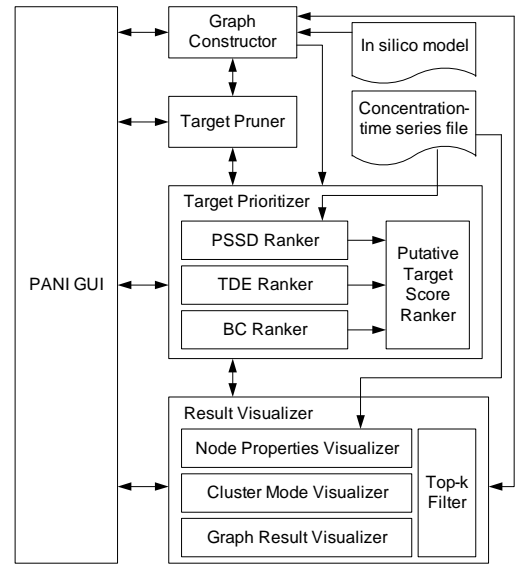 Graph
Constructor
In silico model
Target Pruner
Concentration-
time series file
Target Prioritizer
PSSD Ranker
TDE Ranker
BC Ranker
Putative
Target
Score
Ranker
PANI GUI
Result Visualizer
Node Properties Visualizer
Cluster Mode Visualizer
Graph Result Visualizer
Top-k
Filter